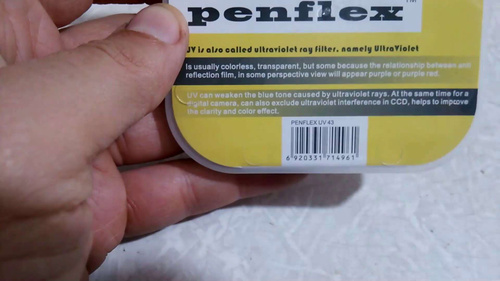 penflex™
UV is also called ultraviolet ray filter. namely UltraViolet
Is usually colorless, transparent, but some because the relationship between anti
reflection film, in some perspective view will appear purple or purple red.
UV can weaken the blue tone caused by ultraviolet rays. At the same time for a
digital camera, can also exclude ultraviolet interference in CCD, helps to improve
the clarity and color effect.
PENFLEX UV 43
6 920331 714961